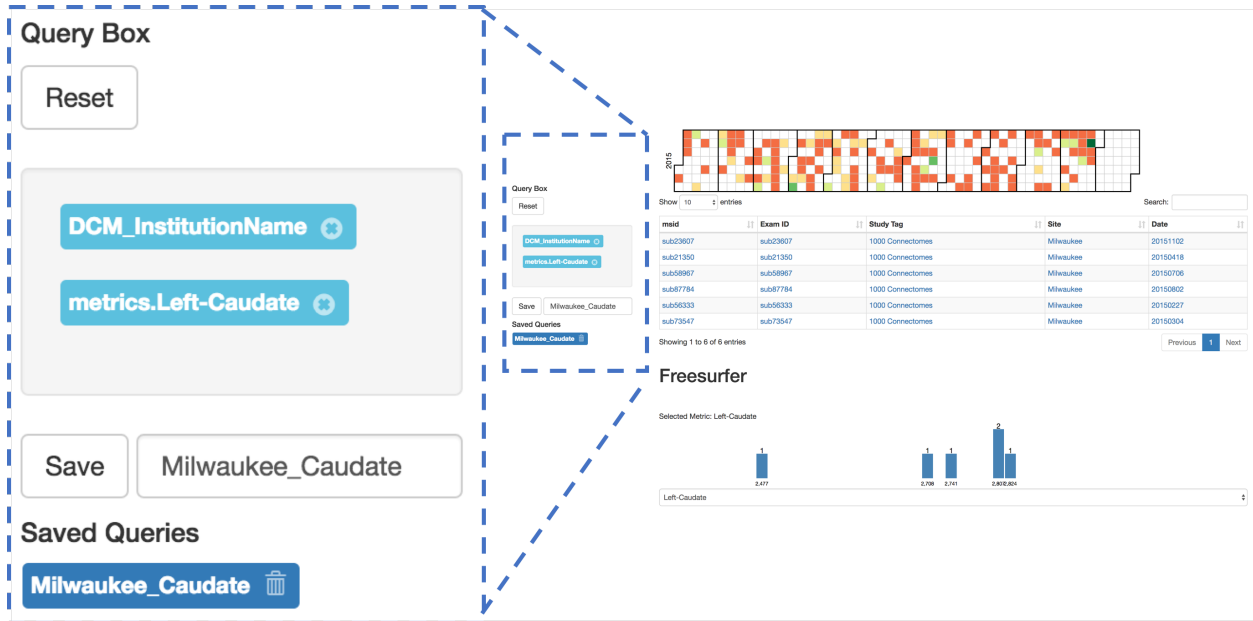 Query Box
Reset
DCM_InstitutionName
metrics.Left-Caudate
Save Milwaukee_Caudate
Saved Queries
Milwaukee_Caudate
Query Box
Reset
DCM_InstitutionName
metrics.Left-Caudate
Save Milwaukee_Caudate
Saved Queries
Milwaukee_Caudate
2015
Show 10 entries Search:
msid Exam ID Study Tag Site Date
sub23607 sub23607 1000 Connectomes Milwaukee 20151102
sub21350 sub21350 1000 Connectomes Milwaukee 20150418
sub58967 sub58967 1000 Connectomes Milwaukee 20150706
sub87784 sub87784 1000 Connectomes Milwaukee 20150802
sub56333 sub56333 1000 Connectomes Milwaukee 20150227
sub73547 sub73547 1000 Connectomes Milwaukee 20150304
Showing 1 to 6 of 6 entries Previous 1 Next
Freesurfer
Selected Metric: Left-Caudate
1 1 1 2 1
2,477 2,708 2,741 2,824
Left-Caudate